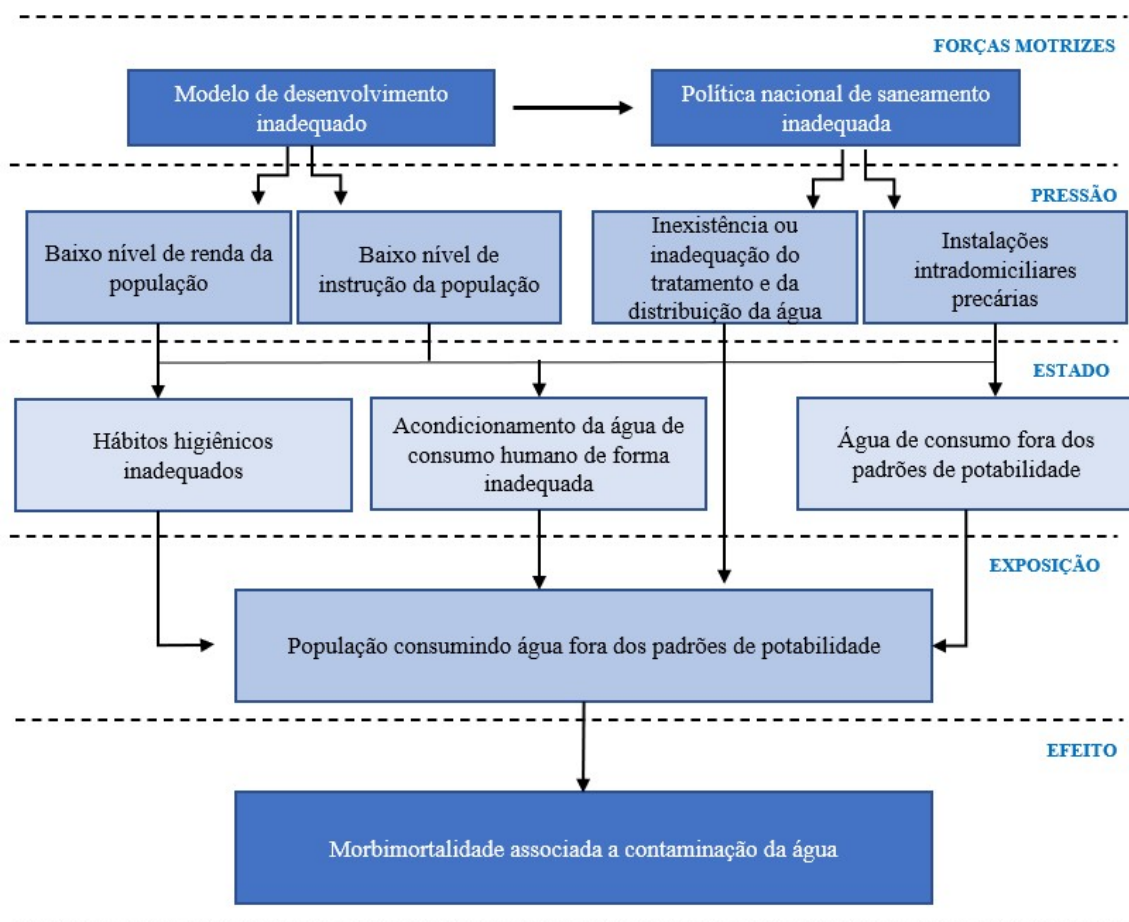 FORÇAS MOTRIZES
Modelo de desenvolvimento
inadequado
Política nacional de saneamento
inadequada
PRESSÃO
Baixo nível de renda da
população
Baixo nível de
instrução da população
Inexistência ou
inadequação do
tratamento e da
distribuição da água
Instalações
intradomiciliares
precárias
ESTADO
Hábitos higiênicos
inadequados
Acondicionamento da água de
consumo humano de forma
inadequada
Água de consumo fora dos
padrões de potabilidade
EXPOSIÇÃO
População consumindo água fora dos padrões de potabilidade
EFEITO
Morbimortalidade associada a contaminação da água